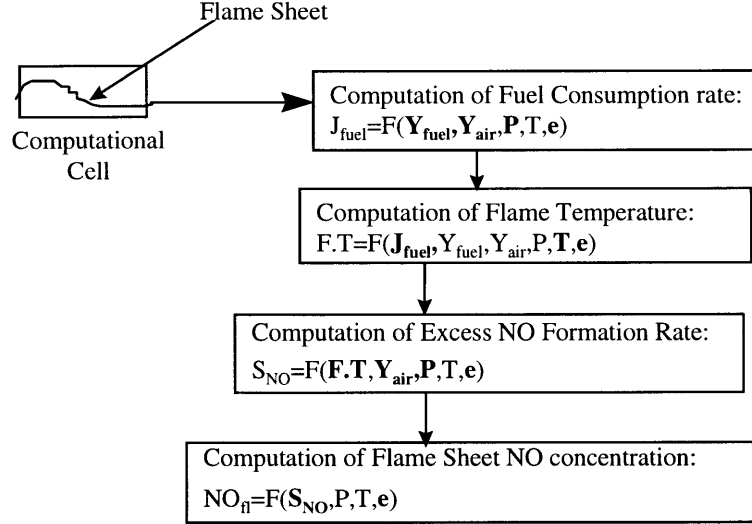 Flame Sheet
Computational
Cell
Computation of Fuel Consumption rate:
J_fuel=F(Y_fuel,Y_air,P,T,e)
Computation of Flame Temperature:
F.T=F(J_fuel,Y_fuel,Y_air,P,T,e)
Computation of Excess NO Formation Rate:
S_NO=F(F.T,Y_air,P,T,e)
Computation of Flame Sheet NO concentration:
NO_fl=F(S_NO,P,T,e)